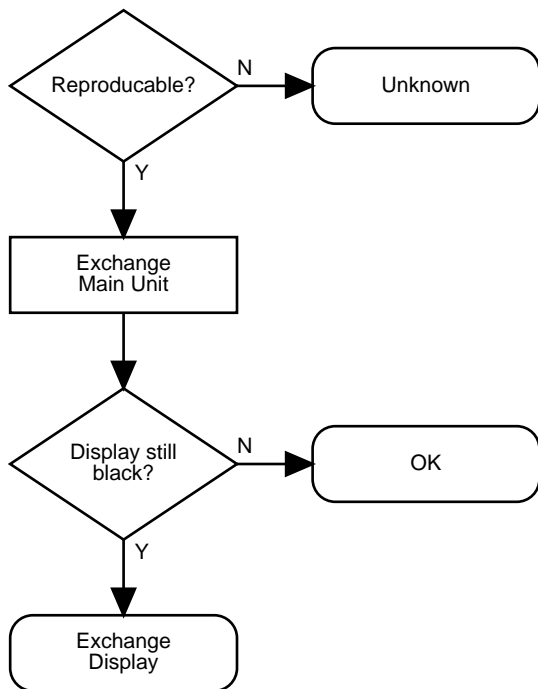 Reproducable?
N
Unknown
Y
Exchange
Main Unit
Display still
black?
N
OK
Y
Exchange
Display